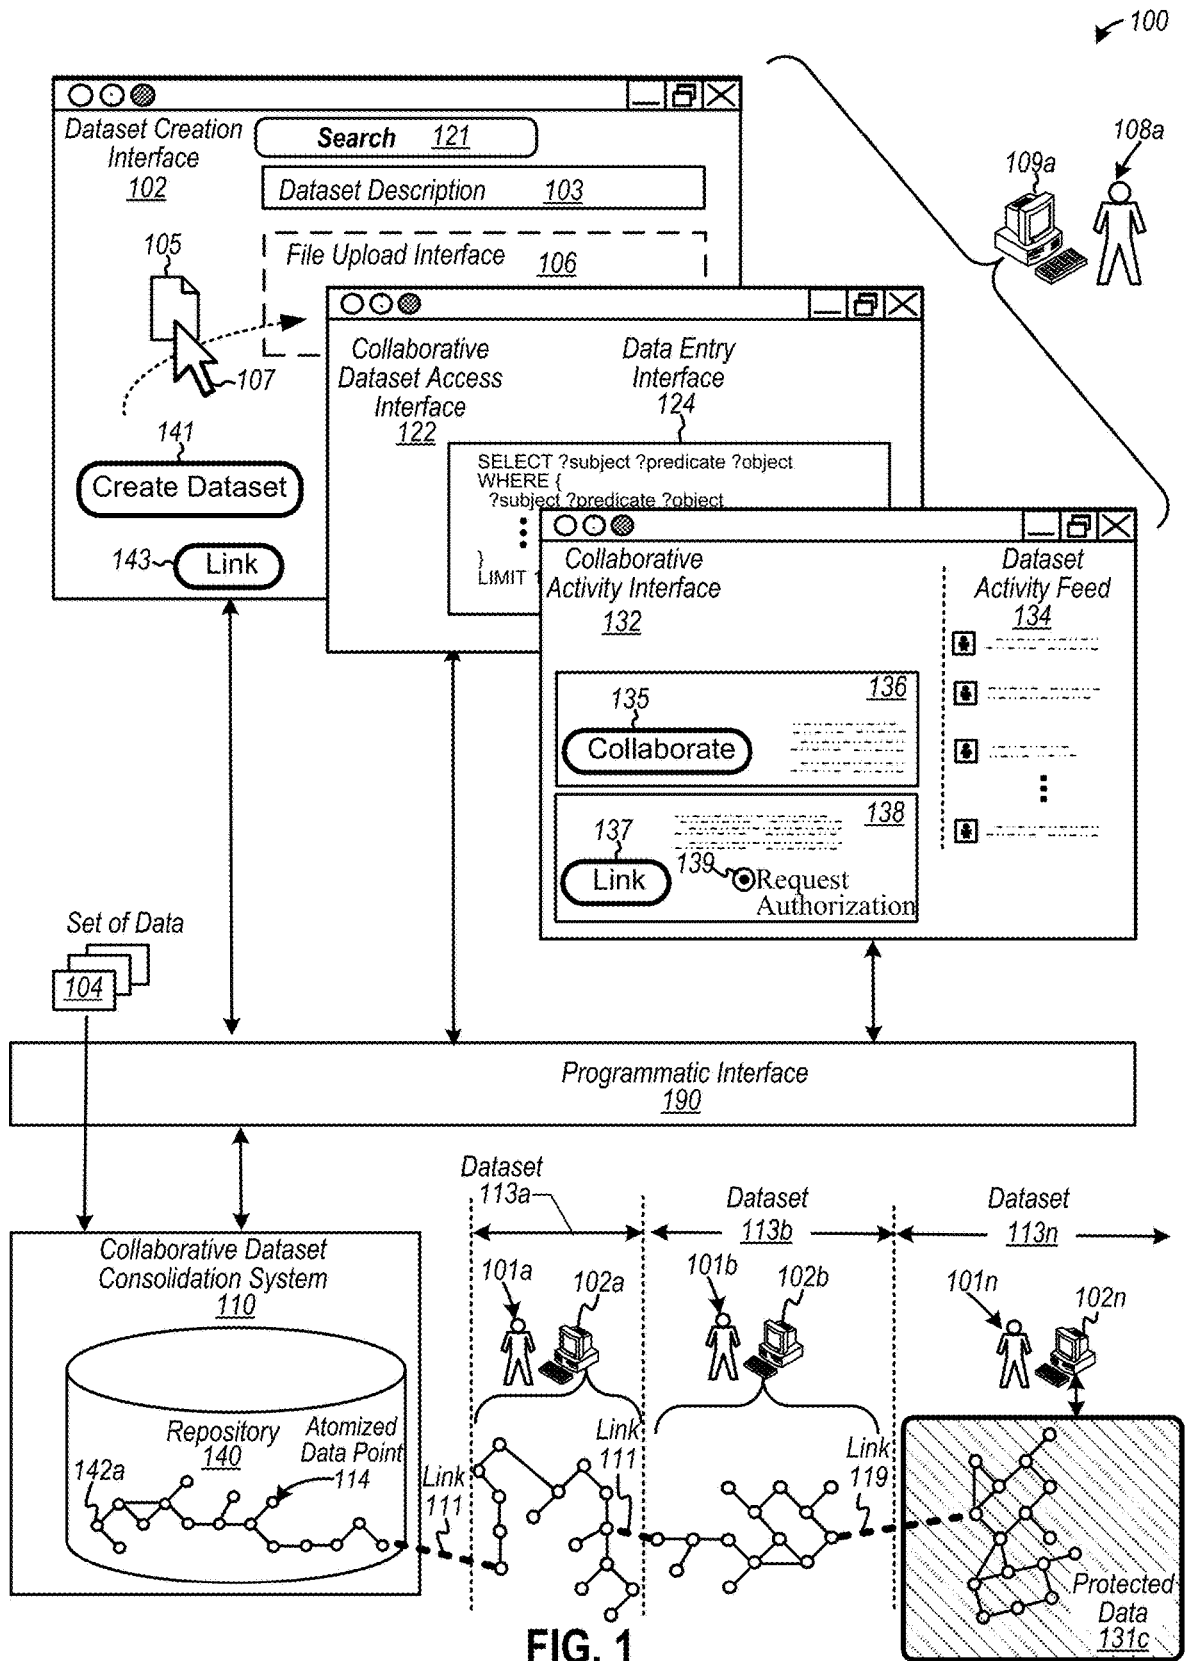 100
Dataset Creation
Interface
102
Search 121
Dataset Description 103
108a
109a
105
File Upload Interface 106
107
Collaborative
Dataset Access
Interface
122
Data Entry
Interface
124
141
Create Dataset
SELECT ?subject ?predicate ?object
WHERE {
?subject ?predicate ?object
}
LIMIT 1
143
Link
Collaborative
Activity Interface
132
Dataset
Activity Feed
134
136
135
Collaborate
138
137
Link
139
Request
Authorization
Set of Data
104
Programmatic Interface
190
Dataset
113a
Dataset
113b
Dataset
113n
Collaborative Dataset
Consolidation System
110
101a
102a
101b
102b
101n
102n
Repository
140
Atomized
Data Point
114
142a
Link
111
Link
111
Link
119
Protected
Data
131c
FIG. 1